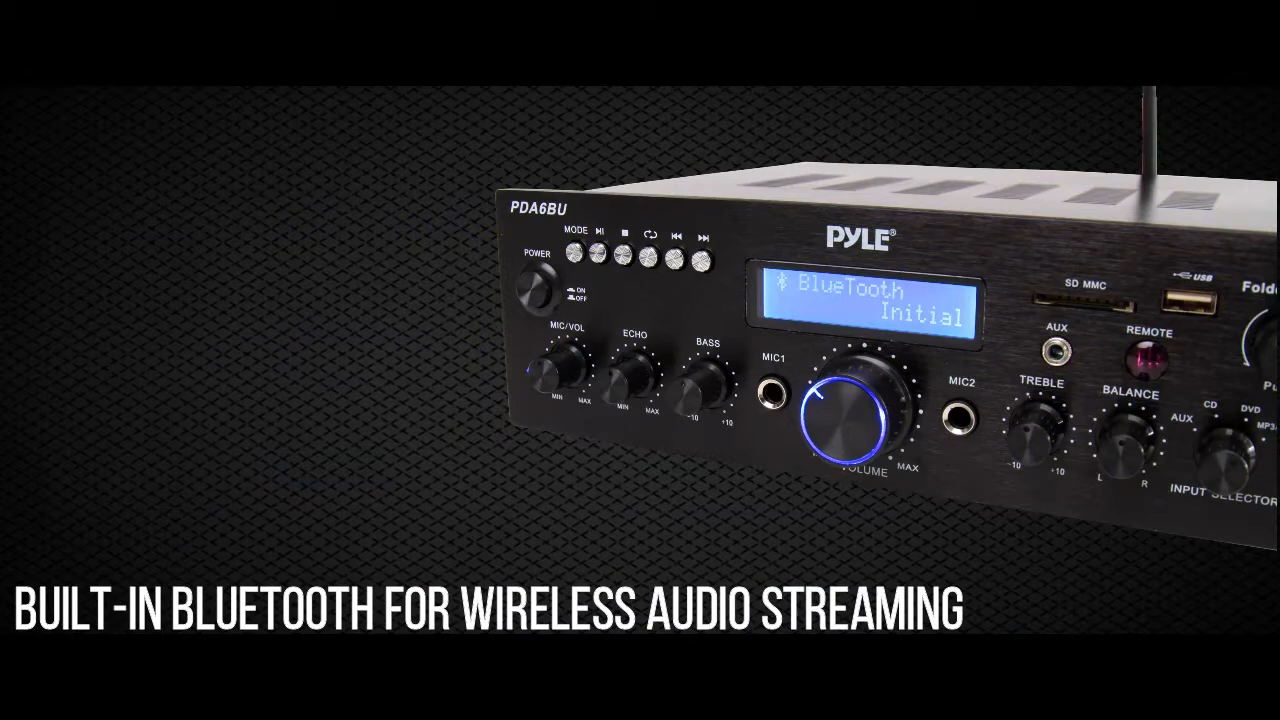 PDA6BU
MODE
POWER
ON
OFF
PYLE®
BlueTooth
Initial
SD MMC
USB
AUX
REMOTE
MIC/VOL
ECHO
BASS
MIC1
MIC2
TREBLE
BALANCE
AUX
CD
DVD
MIN
MAX
MIN
MAX
-10
+10
VOLUME
MAX
-10
+10
L
R
INPUT SELECTOR
BUILT-IN BLUETOOTH FOR WIRELESS AUDIO STREAMING